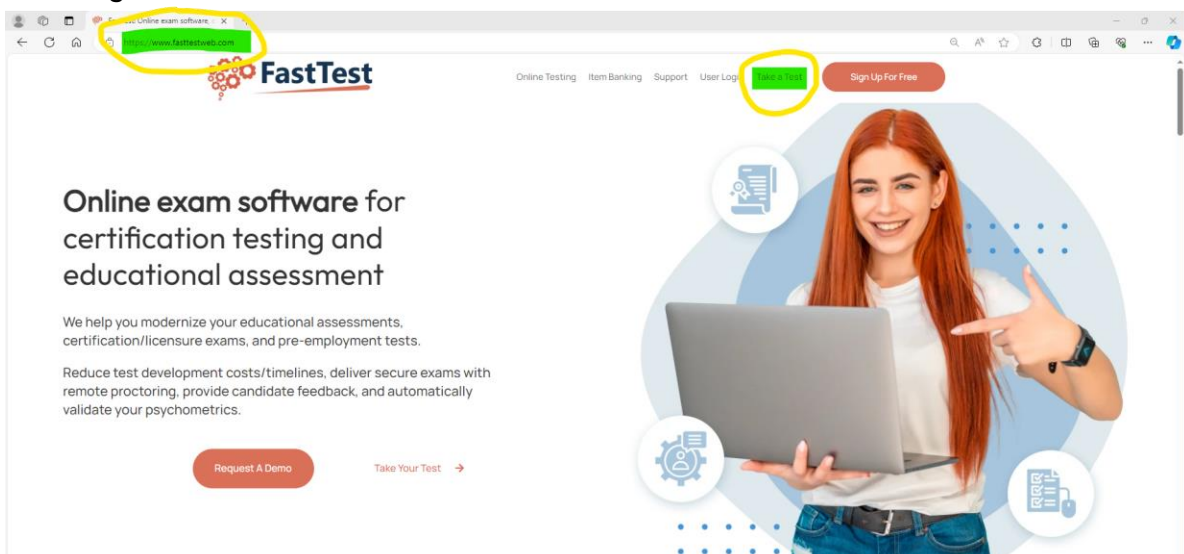 https://www.fasttestweb.com
FastTest
Online Testing Item Banking Support User Login Take a Test Sign Up For Free
Online exam software for
certification testing and
educational assessment
We help you modernize your educational assessments,
certification/licensure exams, and pre-employment tests.
Reduce test development costs/timelines, deliver secure exams with
remote proctoring, provide candidate feedback, and automatically
validate your psychometrics.
Request A Demo Take Your Test